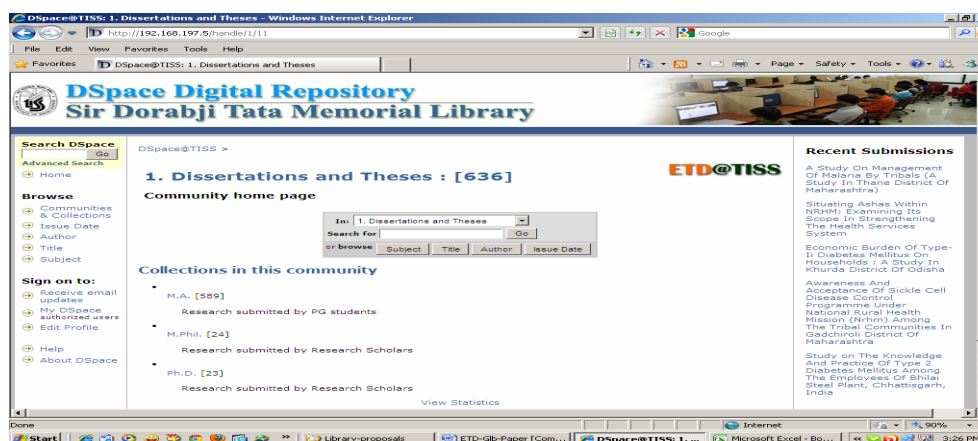 DSpace@TISS: 1. Dissertations and Theses - Windows Internet Explorer
http://192.168.197.5/handle/1/11
Google
File Edit View Favorites Tools Help
Favorites DSpace@TISS: 1. Dissertations and Theses
Page Safety Tools
DSpace Digital Repository
Sir Dorabji Tata Memorial Library
Search DSpace
Go
Advanced Search
Home
Browse
Communities
& Collections
Issue Date
Author
Title
Subject
Sign on to:
Receive email
updates
My DSpace
authorized users
Edit Profile
Help
About DSpace
DSpace@TISS >
ETD@TISS
1. Dissertations and Theses : [636]
Community home page
In: 1. Dissertations and Theses
Search for Go
or browse Subject Title Author Issue Date
Collections in this community
M.A. [589]
Research submitted by PG students
M.Phil. [24]
Research submitted by Research Scholars
Ph.D. [23]
Research submitted by Research Scholars
View Statistics
Recent Submissions
A Study On Management
Of Malaria By Tribals (A
Study In Thane District Of
Maharashtra)
Situating Ashas Within
NRHM: Examining Its
Scope In Strengthening
The Health Services
System
Economic Burden Of Type-
Ii Diabetes Mellitus On
Households : A Study In
Khurda District Of Odisha
Awareness And
Acceptance Of Sickle Cell
Disease Control
Programme Under
National Rural Health
Mission (Nrhm) Among
The Tribal Communities In
Gadchiroli District Of
Maharashtra
Study on The Knowledge
And Practice Of Type 2
Diabetes Mellitus Among
The Employees Of Bhilai
Steel Plant, Chhattisgarh,
India
Done Internet 90%
Start Library-proposals ETD-Glb-Paper [Com... DSpace@TISS: 1. ... Microsoft Excel - Bo... 3:26 PM